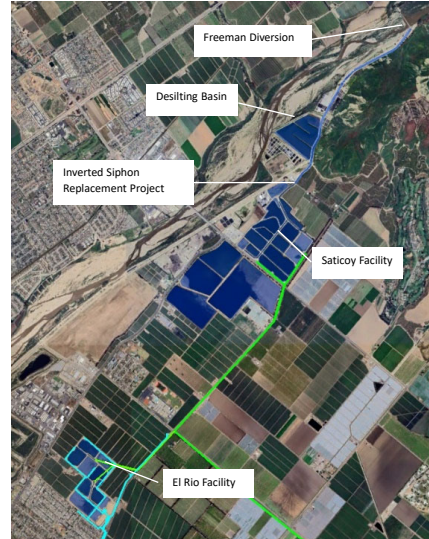 Freeman Diversion
Desilting Basin
Inverted Siphon
Replacement Project
Saticoy Facility
El Rio Facility